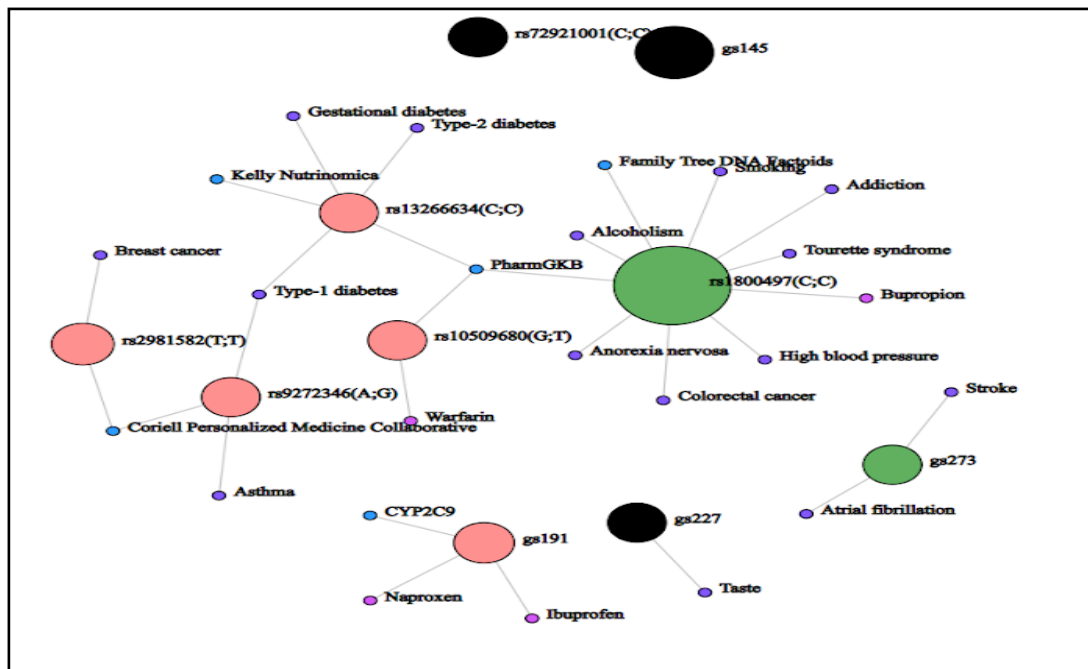 rs72921001(C;C)
gs145
Gestational diabetes
Type-2 diabetes
Family Tree DNA Factoids
Smoking
Kelly Nutrinomica
Addiction
rs13266634(C;C)
Alcoholism
Breast cancer
Tourette syndrome
PharmGKB
rs1800497(C;C)
Type-1 diabetes
Bupropion
rs2981582(T;T)
rs10509680(G;T)
Anorexia nervosa
High blood pressure
rs9272346(A;G)
Stroke
Colorectal cancer
Warfarin
Coriell Personalized Medicine Collaborative
gs273
Asthma
Atrial fibrillation
CYP2C9
gs227
gs191
Taste
Naproxen
Ibuprofen